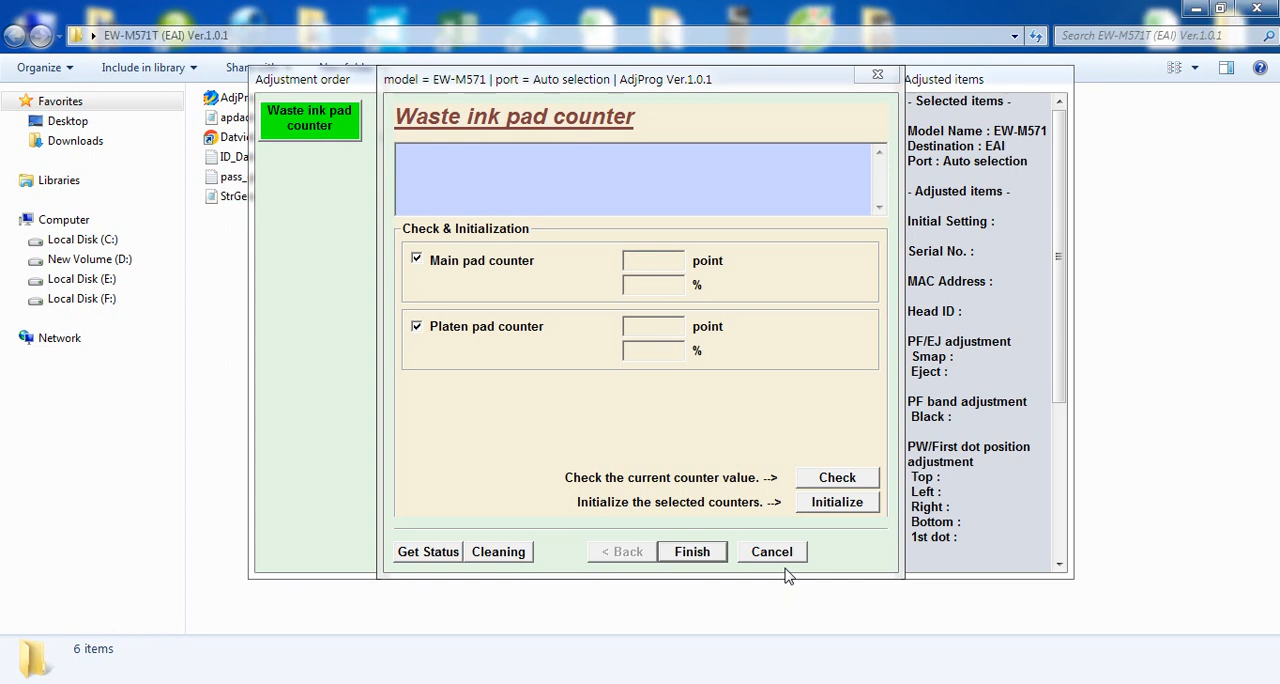 EW-M571T (EAI) Ver.1.0.1
Search EW-M571T (EAI) Ver.1.0.1
Organize
Include in library
Favorites
Desktop
Downloads
Libraries
Computer
Local Disk (C:)
New Volume (D:)
Local Disk (E:)
Local Disk (F:)
Network
Adjustment order
Waste ink pad
counter
model = EW-M571 | port = Auto selection | AdjProg Ver.1.0.1
Waste ink pad counter
Check & Initialization
Main pad counter
point
%
Platen pad counter
point
%
Check the current counter value. -->
Check
Initialize the selected counters. -->
Initialize
Get Status
Cleaning
< Back
Finish
Cancel
Adjusted items
- Selected items -
Model Name : EW-M571
Destination : EAI
Port : Auto selection
- Adjusted items -
Initial Setting :
Serial No. :
MAC Address :
Head ID :
PF/EJ adjustment
Smap :
Eject :
PF band adjustment
Black :
PW/First dot position
adjustment
Top :
Left :
Right :
Bottom :
1st dot :
6 items